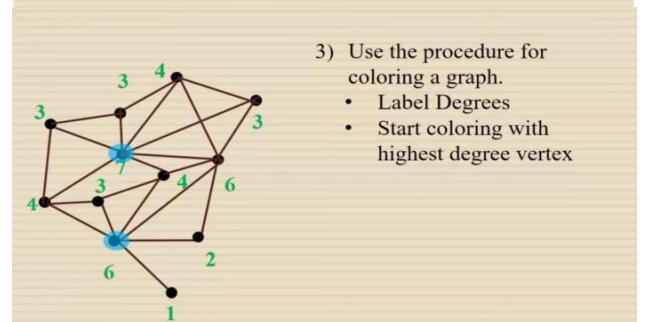 3) Use the procedure for
coloring a graph.
• Label Degrees
• Start coloring with
highest degree vertex
4
3
3
3
7
3
4
6
4
6
2
1